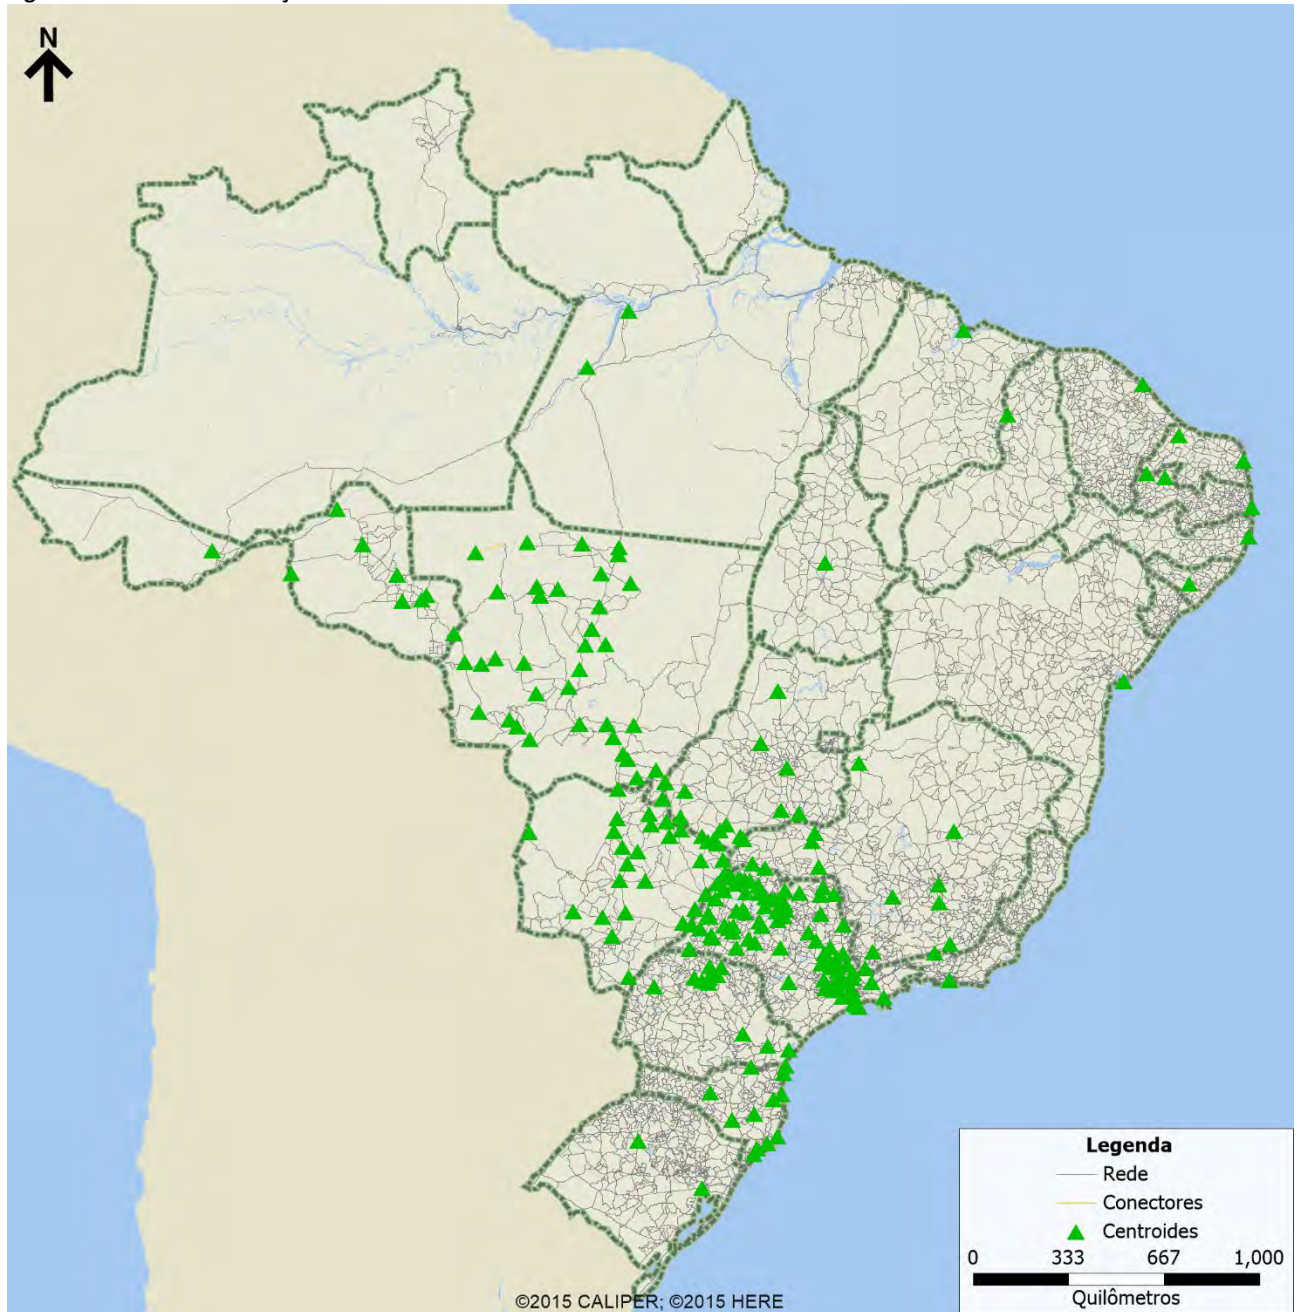 N
Legenda
Rede
Conectores
Centroides
0 333 667 1,000
Quilômetros
©2015 CALIPER; ©2015 HERE